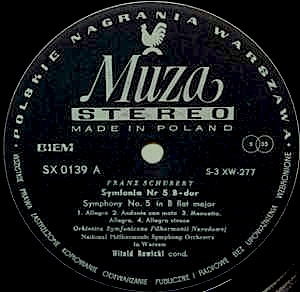 POLSKIE NAGRANIA WARSZAWA
Muza
STEREO
MADE IN POLAND
BIEM
33
SX 0139 A
S-3 XW-277
FRANZ SCHUBERT
Symfonia Nr 5 B-dur
Symphony No. 5 in B flat major
1. Allegro 2. Andante con moto 3. Menuetto.
Allegro. 4. Allegro vivace
Orkiestra Symfoniczna Filharmonii Narodowej
National Philharmonic Symphony Orchestra
in Warsaw
Witold Rowicki cond.
WSZELKIE PRAWA ZASTRZEŻONE KOPIOWANIE ODTWARZANIE PUBLICZNE I RADIOWE BEZ UPOWAŻNIENIA WZBRONIONE